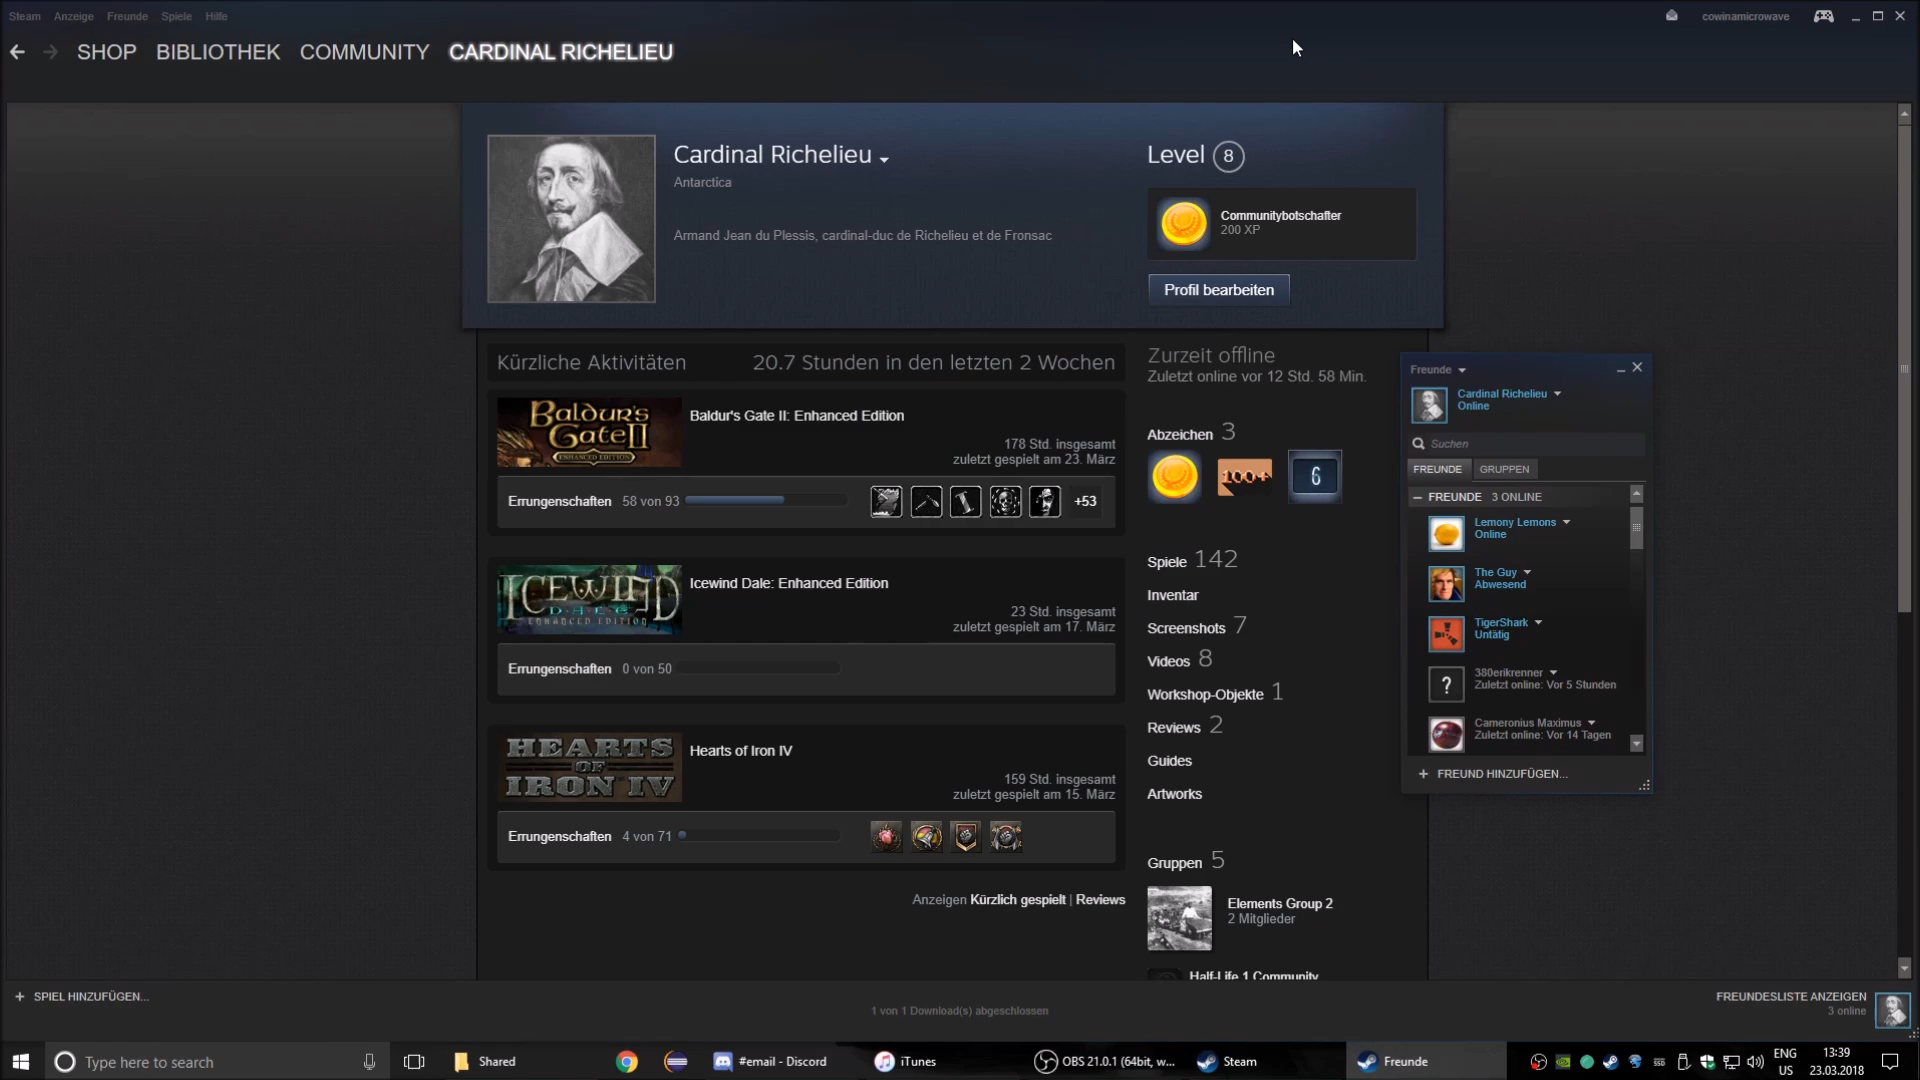 Steam Anzeige Freunde Spiele Hilfe
cowinamicrowave
SHOP BIBLIOTHEK COMMUNITY CARDINAL RICHELIEU
Cardinal Richelieu
Antarctica
Armand Jean du Plessis, cardinal-duc de Richelieu et de Fronsac
Level 8
Communitybotschafter
200 XP
Profil bearbeiten
Kürzliche Aktivitäten 20.7 Stunden in den letzten 2 Wochen
BALDUR'S
GATE II
ENHANCED EDITION
Baldur's Gate II: Enhanced Edition
178 Std. insgesamt
zuletzt gespielt am 23. März
Errungenschaften 58 von 93 +53
ICEWIND
DALE
ENHANCED EDITION
Icewind Dale: Enhanced Edition
23 Std. insgesamt
zuletzt gespielt am 17. März
Errungenschaften 0 von 50
HEARTS
OF
IRON IV
Hearts of Iron IV
159 Std. insgesamt
zuletzt gespielt am 15. März
Errungenschaften 4 von 71
Anzeigen Kürzlich gespielt | Reviews
Zurzeit offline
Zuletzt online vor 12 Std. 58 Min.
Abzeichen 3
100+ 6
Spiele 142
Inventar
Screenshots 7
Videos 8
Workshop-Objekte 1
Reviews 2
Guides
Artworks
Gruppen 5
Elements Group 2
2 Mitglieder
Half-Life 1 Community
Freunde
Cardinal Richelieu
Online
Suchen
FREUNDE GRUPPEN
FREUNDE 3 ONLINE
Lemony Lemons
Online
The Guy
Abwesend
TigerShark
Untätig
380erikrenner
Zuletzt online: Vor 5 Stunden
?
Cameronius Maximus
Zuletzt online: Vor 14 Tagen
+ FREUND HINZUFÜGEN...
+ SPIEL HINZUFÜGEN...
1 von 1 Download(s) abgeschlossen
FREUNDESLISTE ANZEIGEN
3 online
Type here to search
Shared
#email - Discord
iTunes
OBS 21.0.1 (64bit, w...
Steam
Freunde
ENG
US
13:39
23.03.2018